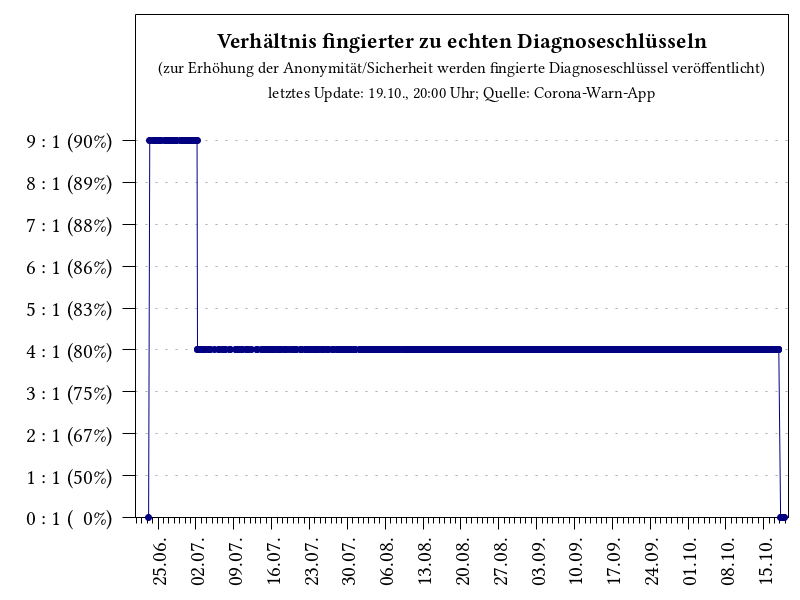 Verhältnis fingierter zu echten Diagnoseschlüsseln
(zur Erhöhung der Anonymität/Sicherheit werden fingierte Diagnoseschlüssel veröffentlicht)
letztes Update: 19.10., 20:00 Uhr; Quelle: Corona-Warn-App
9 : 1 (90%)
8 : 1 (89%)
7 : 1 (88%)
6 : 1 (86%)
5 : 1 (83%)
4 : 1 (80%)
3 : 1 (75%)
2 : 1 (67%)
1 : 1 (50%)
0 : 1 ( 0%)
25.06.
02.07.
09.07.
16.07.
23.07.
30.07.
06.08.
13.08.
20.08.
27.08.
03.09.
10.09.
17.09.
24.09.
01.10.
08.10.
15.10.